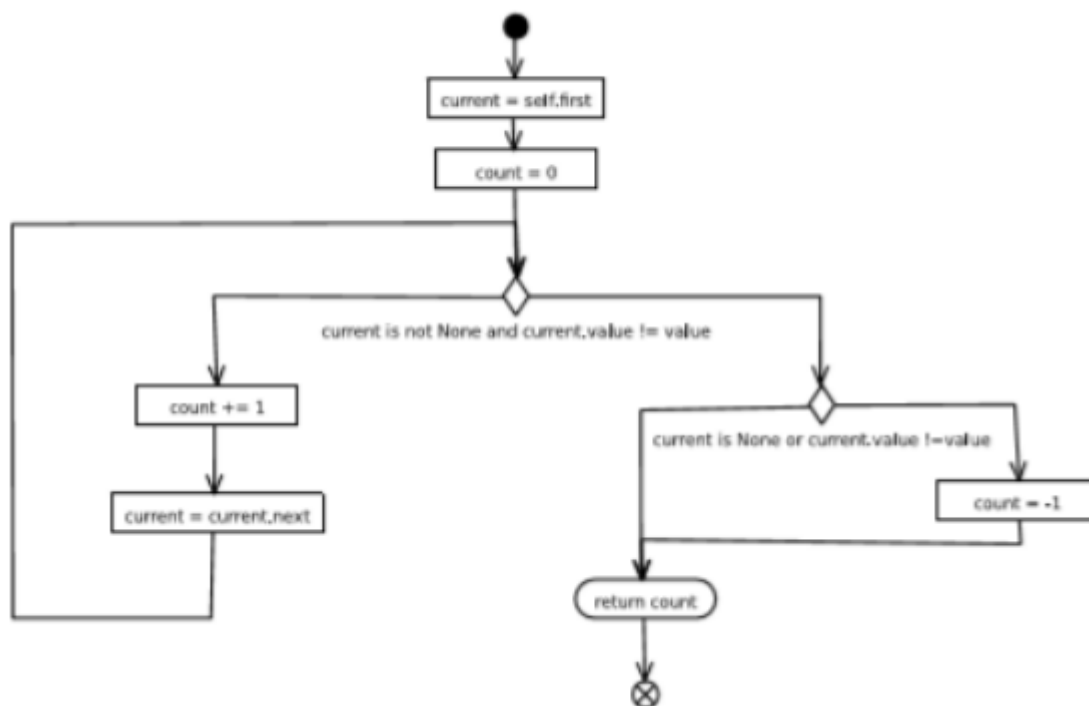 current = self.first
count = 0
current is not None and current.value != value
count += 1
current is None or current.value !=value
current = current.next
count = -1
return count